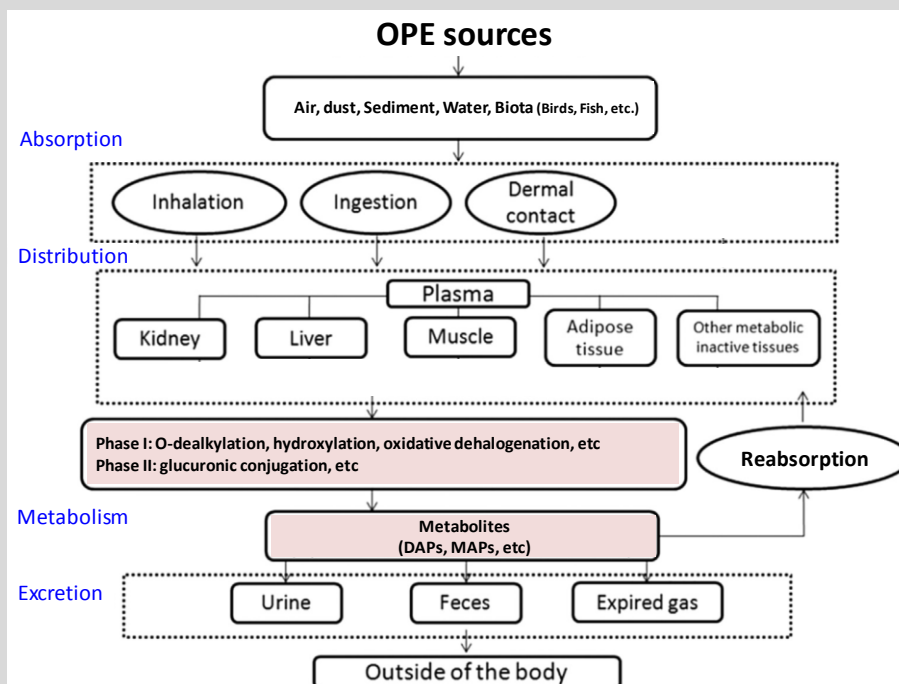 OPE sources
Air, dust, Sediment, Water, Biota (Birds, Fish, etc.)
Absorption
Inhalation
Ingestion
Dermal
contact
Distribution
Plasma
Kidney
Liver
Muscle
Adipose
tissue
Other metabolic
inactive tissues
Phase I: O-dealkylation, hydroxylation, oxidative dehalogenation, etc
Phase II: glucuronic conjugation, etc
Reabsorption
Metabolism
Metabolites
(DAPs, MAPs, etc)
Excretion
Urine
Feces
Expired gas
Outside of the body